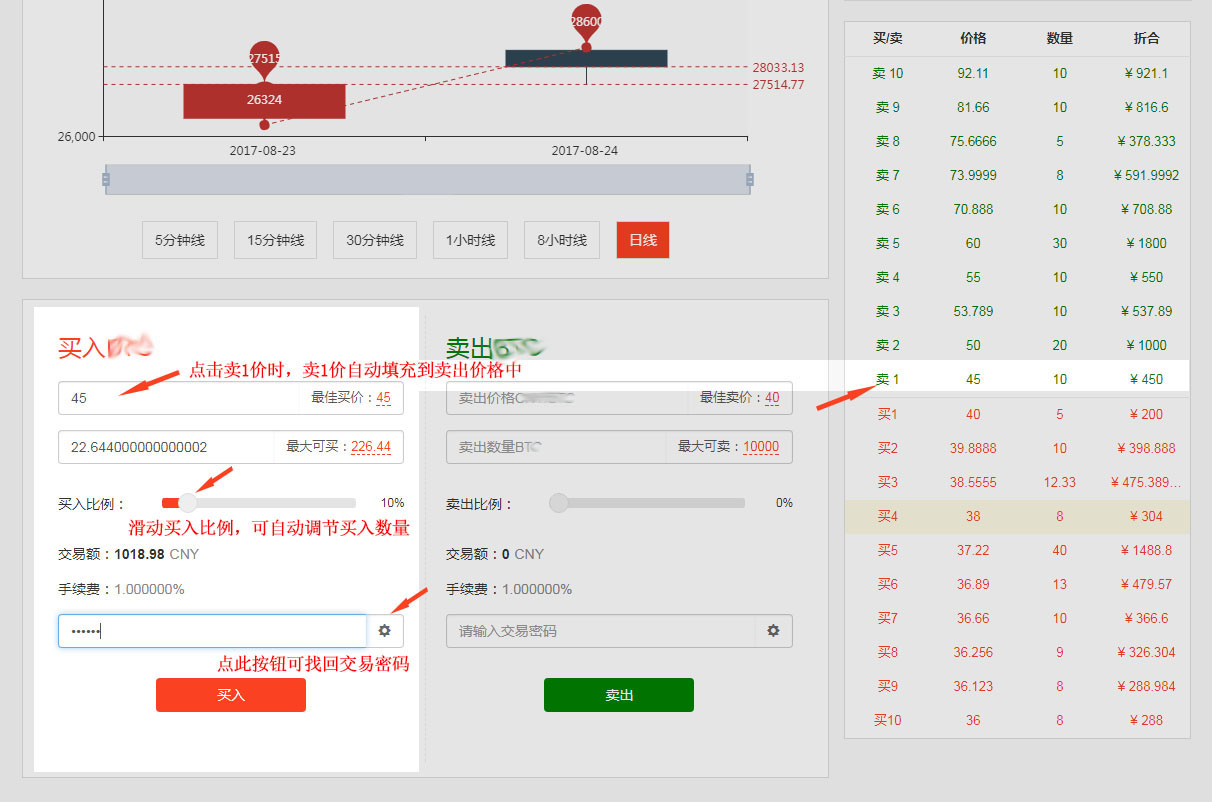 27515
28600
28033.13
27514.77
26324
26,000
2017-08-23
2017-08-24
5分钟线
15分钟线
30分钟线
1小时线
8小时线
日线
买入
点击卖1价时，卖1价自动填充到卖出价格中
45
最佳买价：45
22.644000000000002
最大可买：226.44
买入比例：
10%
滑动买入比例，可自动调节买入数量
交易额：1018.98 CNY
手续费：1.000000%
••••••
点此按钮可找回交易密码
买入
卖出BTC
卖出价格
最佳卖价：40
卖出数量BTC
最大可卖：10000
卖出比例：
0%
交易额：0 CNY
手续费：1.000000%
请输入交易密码
卖出
买/卖 价格 数量 折合
卖 10 92.11 10 ¥ 921.1
卖 9 81.66 10 ¥ 816.6
卖 8 75.6666 5 ¥ 378.333
卖 7 73.9999 8 ¥ 591.9992
卖 6 70.888 10 ¥ 708.88
卖 5 60 30 ¥ 1800
卖 4 55 10 ¥ 550
卖 3 53.789 10 ¥ 537.89
卖 2 50 20 ¥ 1000
卖 1 45 10 ¥ 450
买1 40 5 ¥ 200
买2 39.8888 10 ¥ 398.888
买3 38.5555 12.33 ¥ 475.389...
买4 38 8 ¥ 304
买5 37.22 40 ¥ 1488.8
买6 36.89 13 ¥ 479.57
买7 36.66 10 ¥ 366.6
买8 36.256 9 ¥ 326.304
买9 36.123 8 ¥ 288.984
买10 36 8 ¥ 288